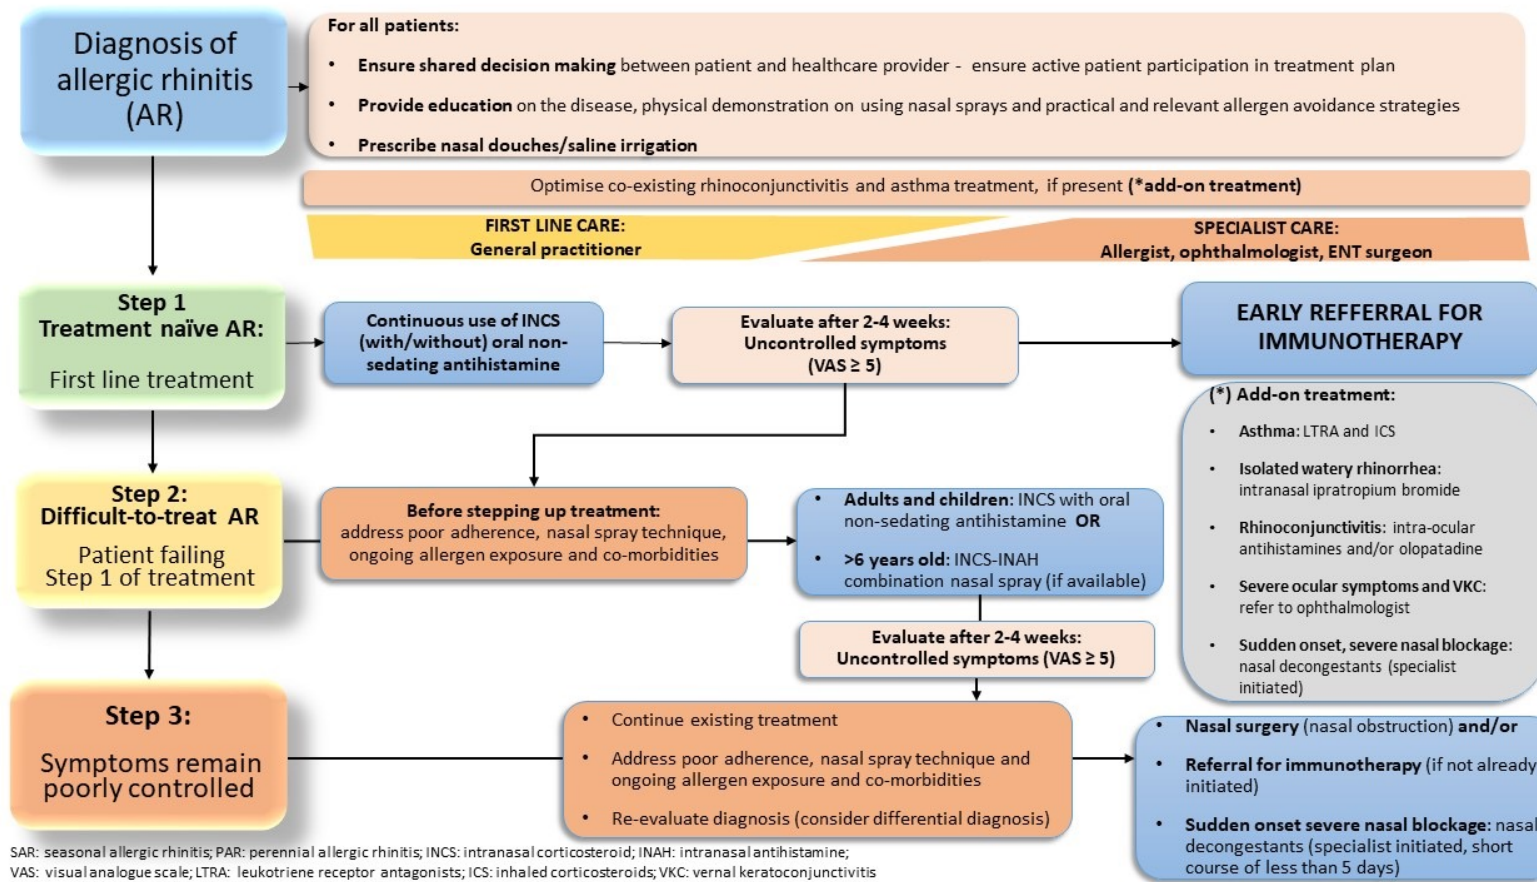 Diagnosis of
allergic rhinitis
(AR)
For all patients:
• Ensure shared decision making between patient and healthcare provider - ensure active patient participation in treatment plan
• Provide education on the disease, physical demonstration on using nasal sprays and practical and relevant allergen avoidance strategies
• Prescribe nasal douches/saline irrigation
Optimise co-existing rhinoconjunctivitis and asthma treatment, if present (*add-on treatment)
FIRST LINE CARE:
General practitioner
SPECIALIST CARE:
Allergist, ophthalmologist, ENT surgeon
Step 1
Treatment naïve AR:
First line treatment
Continuous use of INCS
(with/without) oral non-
sedating antihistamine
Evaluate after 2-4 weeks:
Uncontrolled symptoms
(VAS ≥ 5)
EARLY REFFERRAL FOR
IMMUNOTHERAPY
(*) Add-on treatment:
• Asthma: LTRA and ICS
• Isolated watery rhinorrhea:
intranasal ipratropium bromide
• Rhinoconjunctivitis: intra-ocular
antihistamines and/or olopatadine
• Severe ocular symptoms and VKC:
refer to ophthalmologist
• Sudden onset, severe nasal blockage:
nasal decongestants (specialist
initiated)
Step 2:
Difficult-to-treat AR
Patient failing
Step 1 of treatment
Before stepping up treatment:
address poor adherence, nasal spray technique,
ongoing allergen exposure and co-morbidities
• Adults and children: INCS with oral
non-sedating antihistamine OR
• >6 years old: INCS-INAH
combination nasal spray (if available)
Evaluate after 2-4 weeks:
Uncontrolled symptoms (VAS ≥ 5)
Step 3:
Symptoms remain
poorly controlled
• Continue existing treatment
• Address poor adherence, nasal spray technique and
ongoing allergen exposure and co-morbidities
• Re-evaluate diagnosis (consider differential diagnosis)
• Nasal surgery (nasal obstruction) and/or
• Referral for immunotherapy (if not already
initiated)
• Sudden onset severe nasal blockage: nasal
decongestants (specialist initiated, short
course of less than 5 days)
SAR: seasonal allergic rhinitis; PAR: perennial allergic rhinitis; INCS: intranasal corticosteroid; INAH: intranasal antihistamine;
VAS: visual analogue scale; LTRA: leukotriene receptor antagonists; ICS: inhaled corticosteroids; VKC: vernal keratoconjunctivitis